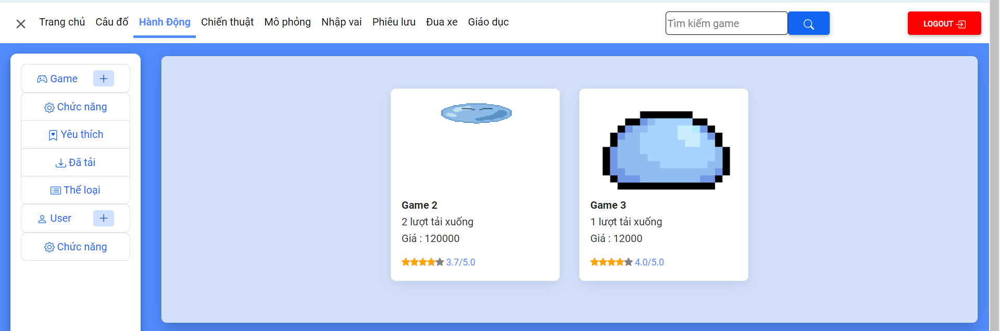 Trang chủ Câu đố Hành Động Chiến thuật Mô phỏng Nhập vai Phiêu lưu Đua xe Giáo dục
Tìm kiếm game
LOGOUT
Game
Chức năng
Yêu thích
Đã tải
Thể loại
User
Chức năng
Game 2
2 lượt tải xuống
Giá : 120000
3.7/5.0
Game 3
1 lượt tải xuống
Giá : 12000
4.0/5.0